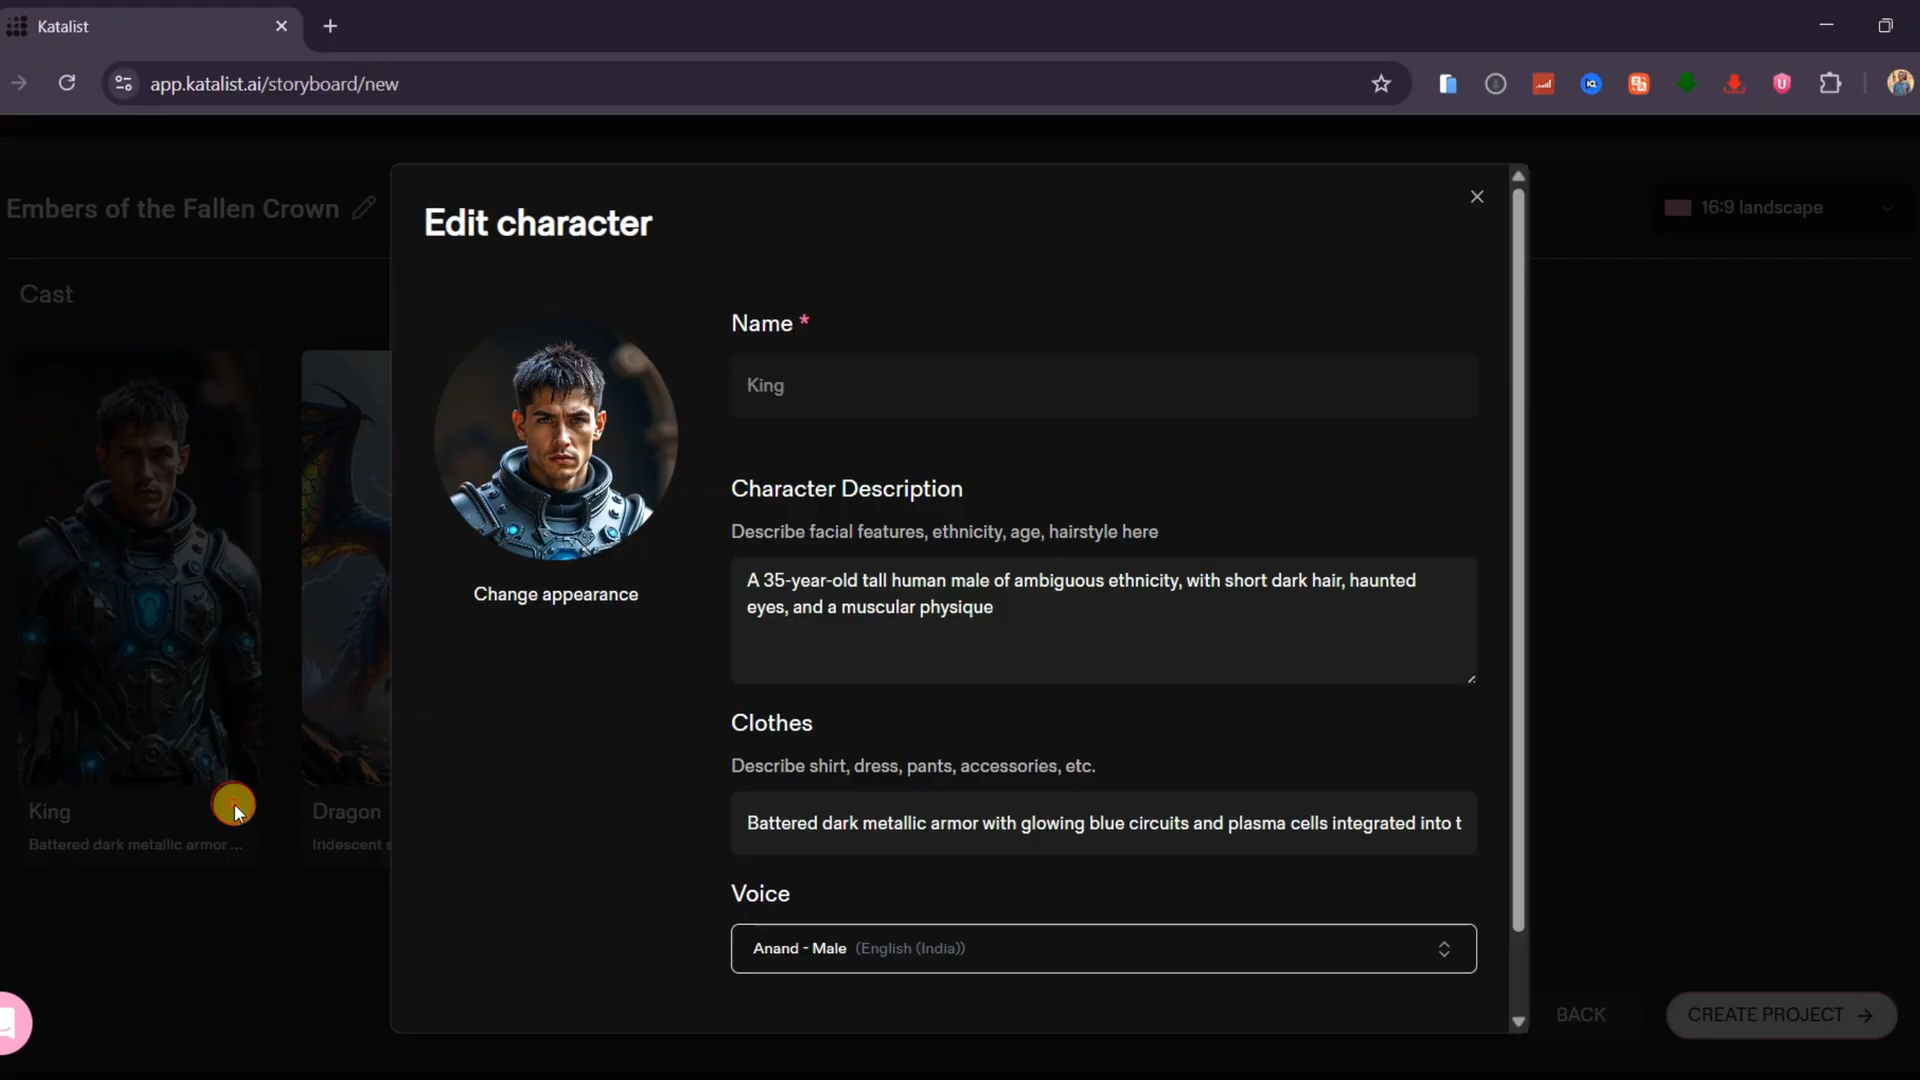 Katalist
app.katalist.ai/storyboard/new
Embers of the Fallen Crown
16:9 landscape
Cast
King
Battered dark metallic armor ...
Dragon
Iridescent s
Edit character
Change appearance
Name *
King
Character Description
Describe facial features, ethnicity, age, hairstyle here
A 35-year-old tall human male of ambiguous ethnicity, with short dark hair, haunted
eyes, and a muscular physique
Clothes
Describe shirt, dress, pants, accessories, etc.
Battered dark metallic armor with glowing blue circuits and plasma cells integrated into t
Voice
Anand - Male (English (India))
BACK
CREATE PROJECT